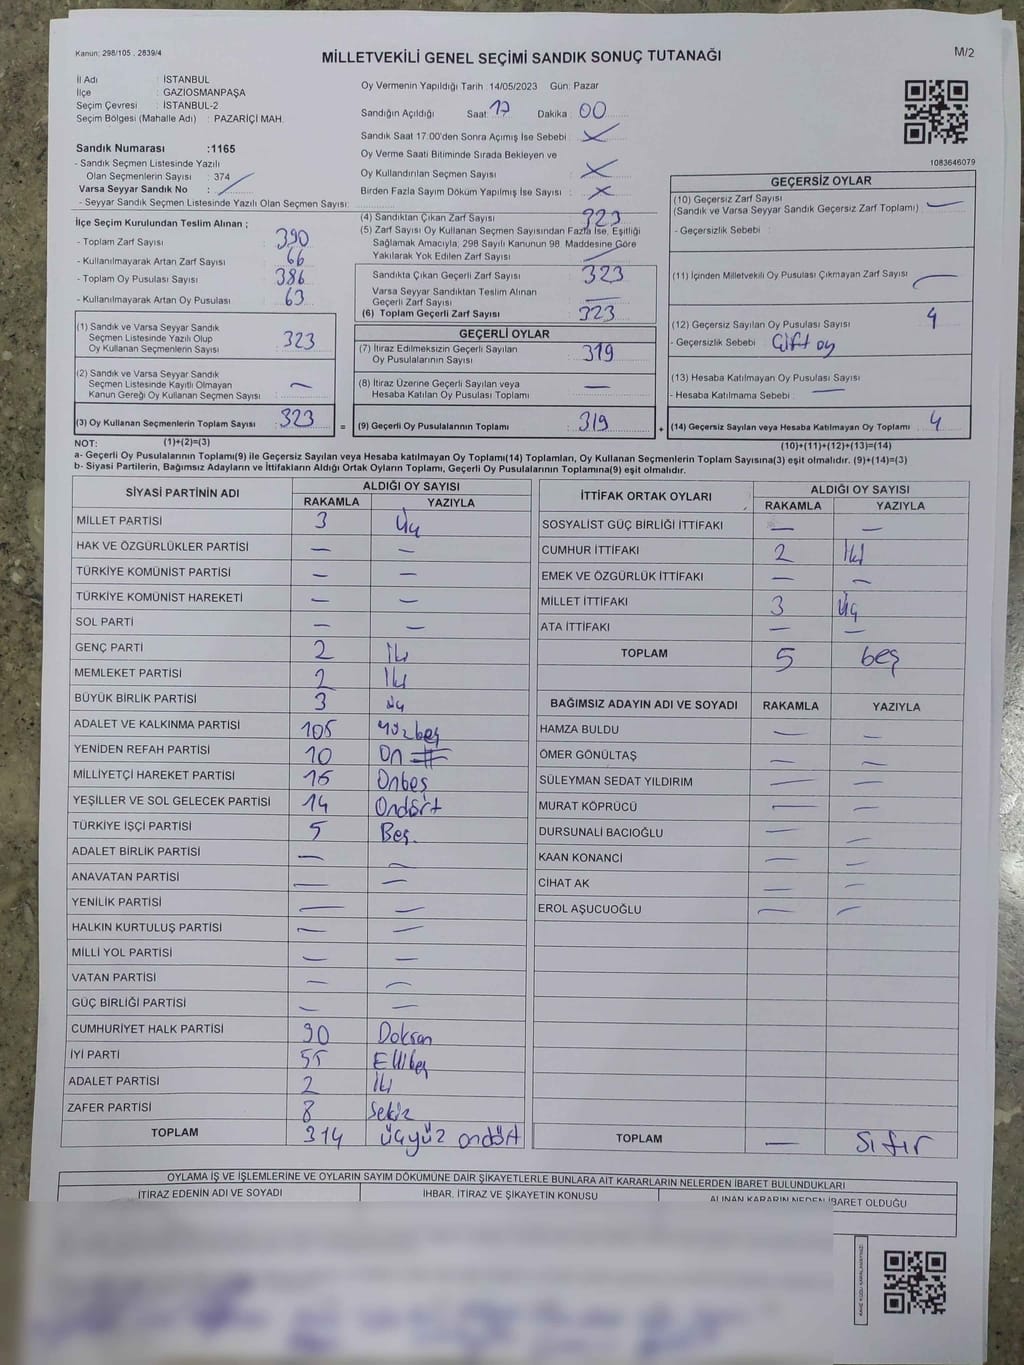 Kanun; 298/105 . 2839/4
MİLLETVEKİLİ GENEL SEÇİMİ SANDIK SONUÇ TUTANAĞI
M/2
İl Adı : İSTANBUL
İlçe : GAZİOSMANPAŞA
Seçim Çevresi : İSTANBUL-2
Seçim Bölgesi (Mahalle Adı) : PAZARİÇİ MAH.
Oy Vermenin Yapıldığı Tarih :14/05/2023 Gün: Pazar
Sandığın Açıldığı Saat: 17 Dakika : 00
Sandık Saat 17.00'den Sonra Açımış İse Sebebi :
Oy Verme Saati Bitiminde Sırada Bekleyen ve
Oy Kullandırılan Seçmen Sayısı :
Birden Fazla Sayım Döküm Yapılmış İse Sayısı :
1083646079
Sandık Numarası :1165
- Sandık Seçmen Listesinde Yazılı
Olan Seçmenlerin Sayısı : 374
Varsa Seyyar Sandık No :
- Seyyar Sandık Seçmen Listesinde Yazılı Olan Seçmen Sayısı:
İlçe Seçim Kurulundan Teslim Alınan ;
- Toplam Zarf Sayısı : 390
- Kullanılmayarak Artan Zarf Sayısı : 66
- Toplam Oy Pusulası Sayısı : 386
- Kullanılmayarak Artan Oy Pusulası : 63
(1) Sandık ve Varsa Seyyar Sandık
Seçmen Listesinde Yazılı Olup
Oy Kullanan Seçmenlerin Sayısı : 323
(2) Sandık ve Varsa Seyyar Sandık
Seçmen Listesinde Kayıtlı Olmayan
Kanun Gereği Oy Kullanan Seçmen Sayısı : —
(3) Oy Kullanan Seçmenlerin Toplam Sayısı : 323 =
(4) Sandıktan Çıkan Zarf Sayısı : 323
(5) Zarf Sayısı Oy Kullanan Seçmen Sayısından Fazla İse, Eşitliği
Sağlamak Amacıyla; 298 Sayılı Kanunun 98. Maddesine Göre
Yakılarak Yok Edilen Zarf Sayısı :
Sandıkta Çıkan Geçerli Zarf Sayısı : 323
Varsa Seyyar Sandıktan Teslim Alınan
Geçerli Zarf Sayısı : —
(6) Toplam Geçerli Zarf Sayısı : 323
GEÇERLİ OYLAR
(7) İtiraz Edilmeksizin Geçerli Sayılan
Oy Pusulalarının Sayısı : 319
(8) İtiraz Üzerine Geçerli Sayılan veya
Hesaba Katılan Oy Pusulası Toplamı : —
(9) Geçerli Oy Pusulalarının Toplamı : 319 +
GEÇERSİZ OYLAR
(10) Geçersiz Zarf Sayısı
(Sandık ve Varsa Seyyar Sandık Geçersiz Zarf Toplamı) : —
- Geçersizlik Sebebi :
(11) İçinden Milletvekili Oy Pusulası Çıkmayan Zarf Sayısı : —
(12) Geçersiz Sayılan Oy Pusulası Sayısı : 4
- Geçersizlik Sebebi : Çift oy
(13) Hesaba Katılmayan Oy Pusulası Sayısı : —
- Hesaba Katılmama Sebebi :
(14) Geçersiz Sayılan veya Hesaba Katılmayan Oy Toplamı : 4
NOT: (1)+(2)=(3)
(10)+(11)+(12)+(13)=(14)
a- Geçerli Oy Pusulasının Toplamı(9) ile Geçersiz Sayılan veya Hesaba katılmayan Oy Toplamı(14) Toplamları, Oy Kullanan Seçmenlerin Toplam Sayısına(3) eşit olmalıdır. (9)+(14)=(3)
b- Siyasi Partilerin, Bağımsız Adayların ve İttifakların Aldığı Ortak Oyların Toplamı, Geçerli Oy Pusulalarının Toplamına(9) eşit olmalıdır.
SİYASİ PARTİNİN ADI ALDIĞI OY SAYISI
RAKAMLA YAZIYLA
MİLLET PARTİSİ 3 Üç
HAK VE ÖZGÜRLÜKLER PARTİSİ — —
TÜRKİYE KOMÜNİST PARTİSİ — —
TÜRKİYE KOMÜNİST HAREKETİ — —
SOL PARTİ — —
GENÇ PARTİ 2 İki
MEMLEKET PARTİSİ 2 İki
BÜYÜK BİRLİK PARTİSİ 3 üç
ADALET VE KALKINMA PARTİSİ 105 yüzbeş
YENİDEN REFAH PARTİSİ 10 On
MİLLİYETÇİ HAREKET PARTİSİ 15 Onbeş
YEŞİLLER VE SOL GELECEK PARTİSİ 14 Ondört
TÜRKİYE İŞÇİ PARTİSİ 5 Beş.
ADALET BİRLİK PARTİSİ — —
ANAVATAN PARTİSİ — —
YENİLİK PARTİSİ — —
HALKIN KURTULUŞ PARTİSİ — —
MİLLİ YOL PARTİSİ — —
VATAN PARTİSİ — —
GÜÇ BİRLİĞİ PARTİSİ — —
CUMHURİYET HALK PARTİSİ 90 Doksan
İYİ PARTİ 55 Ellibeş
ADALET PARTİSİ 2 İki
ZAFER PARTİSİ 8 Sekiz
TOPLAM 314 üçyüz ondört
İTTİFAK ORTAK OYLARI ALDIĞI OY SAYISI
RAKAMLA YAZIYLA
SOSYALİST GÜÇ BİRLİĞİ İTTİFAKI — —
CUMHUR İTTİFAKI 2 İki
EMEK VE ÖZGÜRLÜK İTTİFAKI — —
MİLLET İTTİFAKI 3 Üç
ATA İTTİFAKI — —
TOPLAM 5 beş
BAĞIMSIZ ADAYIN ADI VE SOYADI RAKAMLA YAZIYLA
HAMZA BULDU — —
ÖMER GÖNÜLTAŞ — —
SÜLEYMAN SEDAT YILDIRIM — —
MURAT KÖPRÜCÜ — —
DURSUNALİ BACIOĞLU — —
KAAN KONANCİ — —
CİHAT AK — —
EROL AŞUCUOĞLU — —
TOPLAM — Sıfır
OYLAMA İŞ VE İŞLEMLERİNE VE OYLARIN SAYIM DÖKÜMÜNE DAİR ŞİKAYETLERLE BUNLARA AİT KARARLARIN NELERDEN İBARET BULUNDUKLARI
İTİRAZ EDENİN ADI VE SOYADI İHBAR, İTİRAZ VE ŞİKAYETİN KONUSU ALINAN KARARIN NEDEN İBARET OLDUĞU